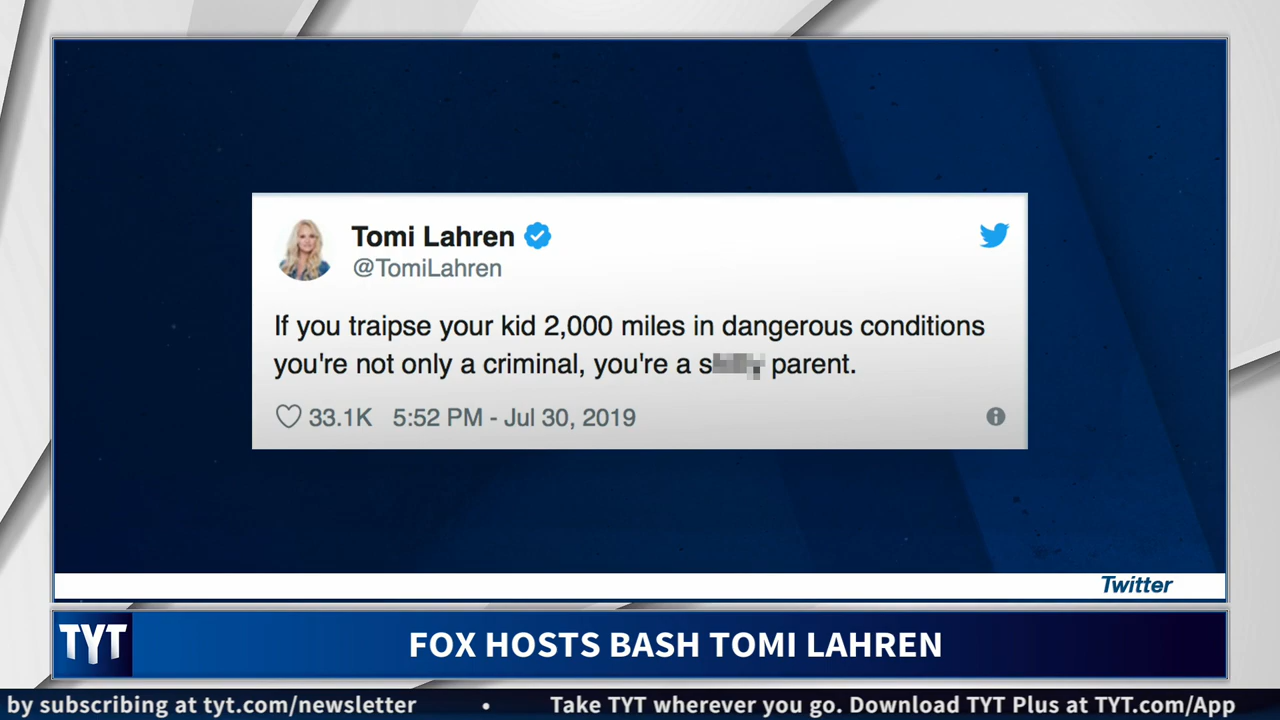 Tomi Lahren
@TomiLahren
If you traipse your kid 2,000 miles in dangerous conditions
you're not only a criminal, you're a parent.
33.1K 5:52 PM - Jul 30, 2019
Twitter
TYT FOX HOSTS BASH TOMI LAHREN
by subscribing at tyt.com/newsletter • Take TYT wherever you go. Download TYT Plus at TYT.com/App